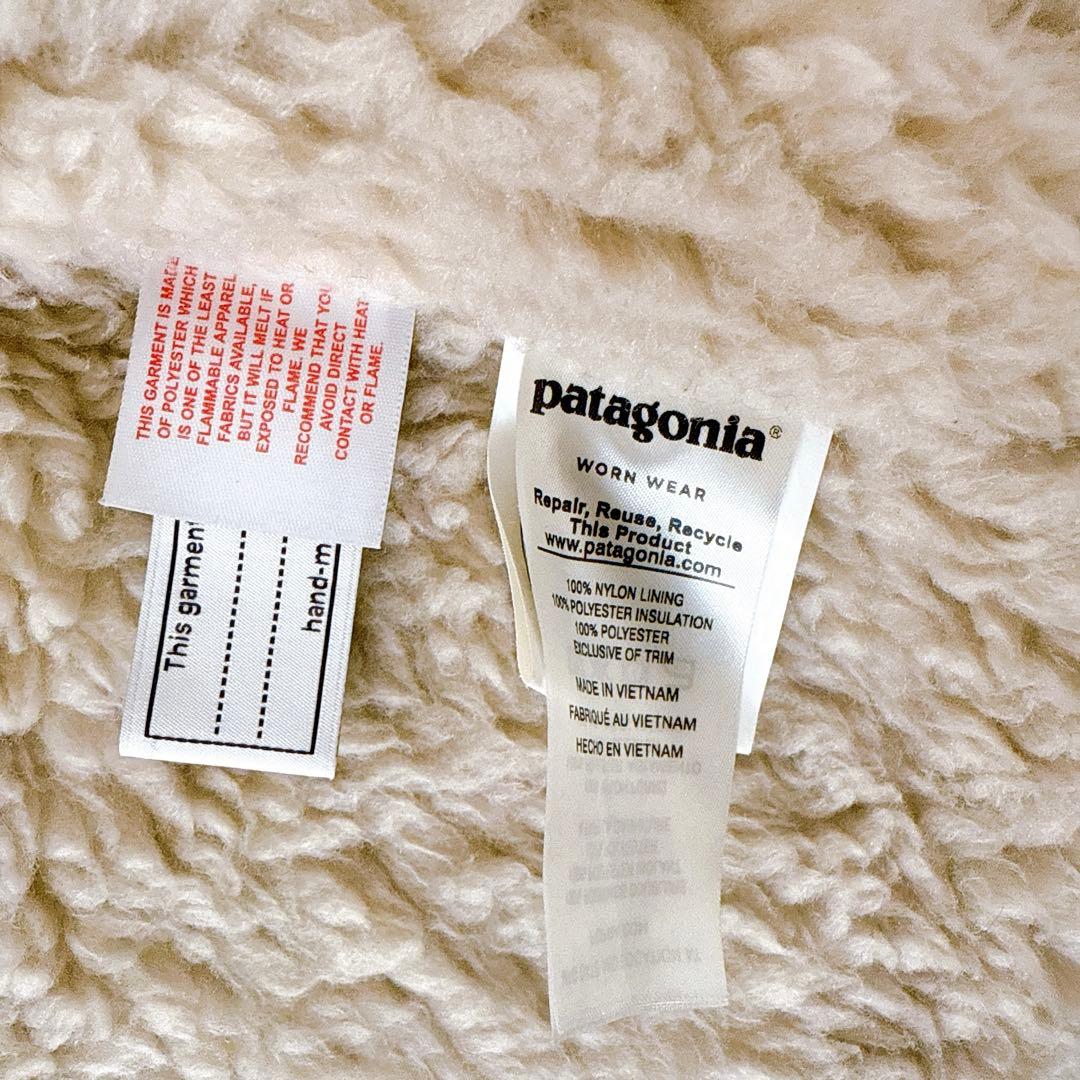 THIS GARMENT IS MADE
OF POLYESTER WHICH
IS ONE OF THE LEAST
FLAMMABLE APPAREL
FABRICS AVAILABLE,
BUT IT WILL MELT IF
EXPOSED TO HEAT OR
FLAME. WE
RECOMMEND THAT YOU
AVOID DIRECT
CONTACT WITH HEAT
OR FLAME.
This garment
hand-m
patagonia®
WORN WEAR
Repair, Reuse, Recycle
This Product
www.patagonia.com
100% NYLON LINING
100% POLYESTER INSULATION
100% POLYESTER
EXCLUSIVE OF TRIM
MADE IN VIETNAM
FABRIQUÉ AU VIETNAM
HECHO EN VIETNAM